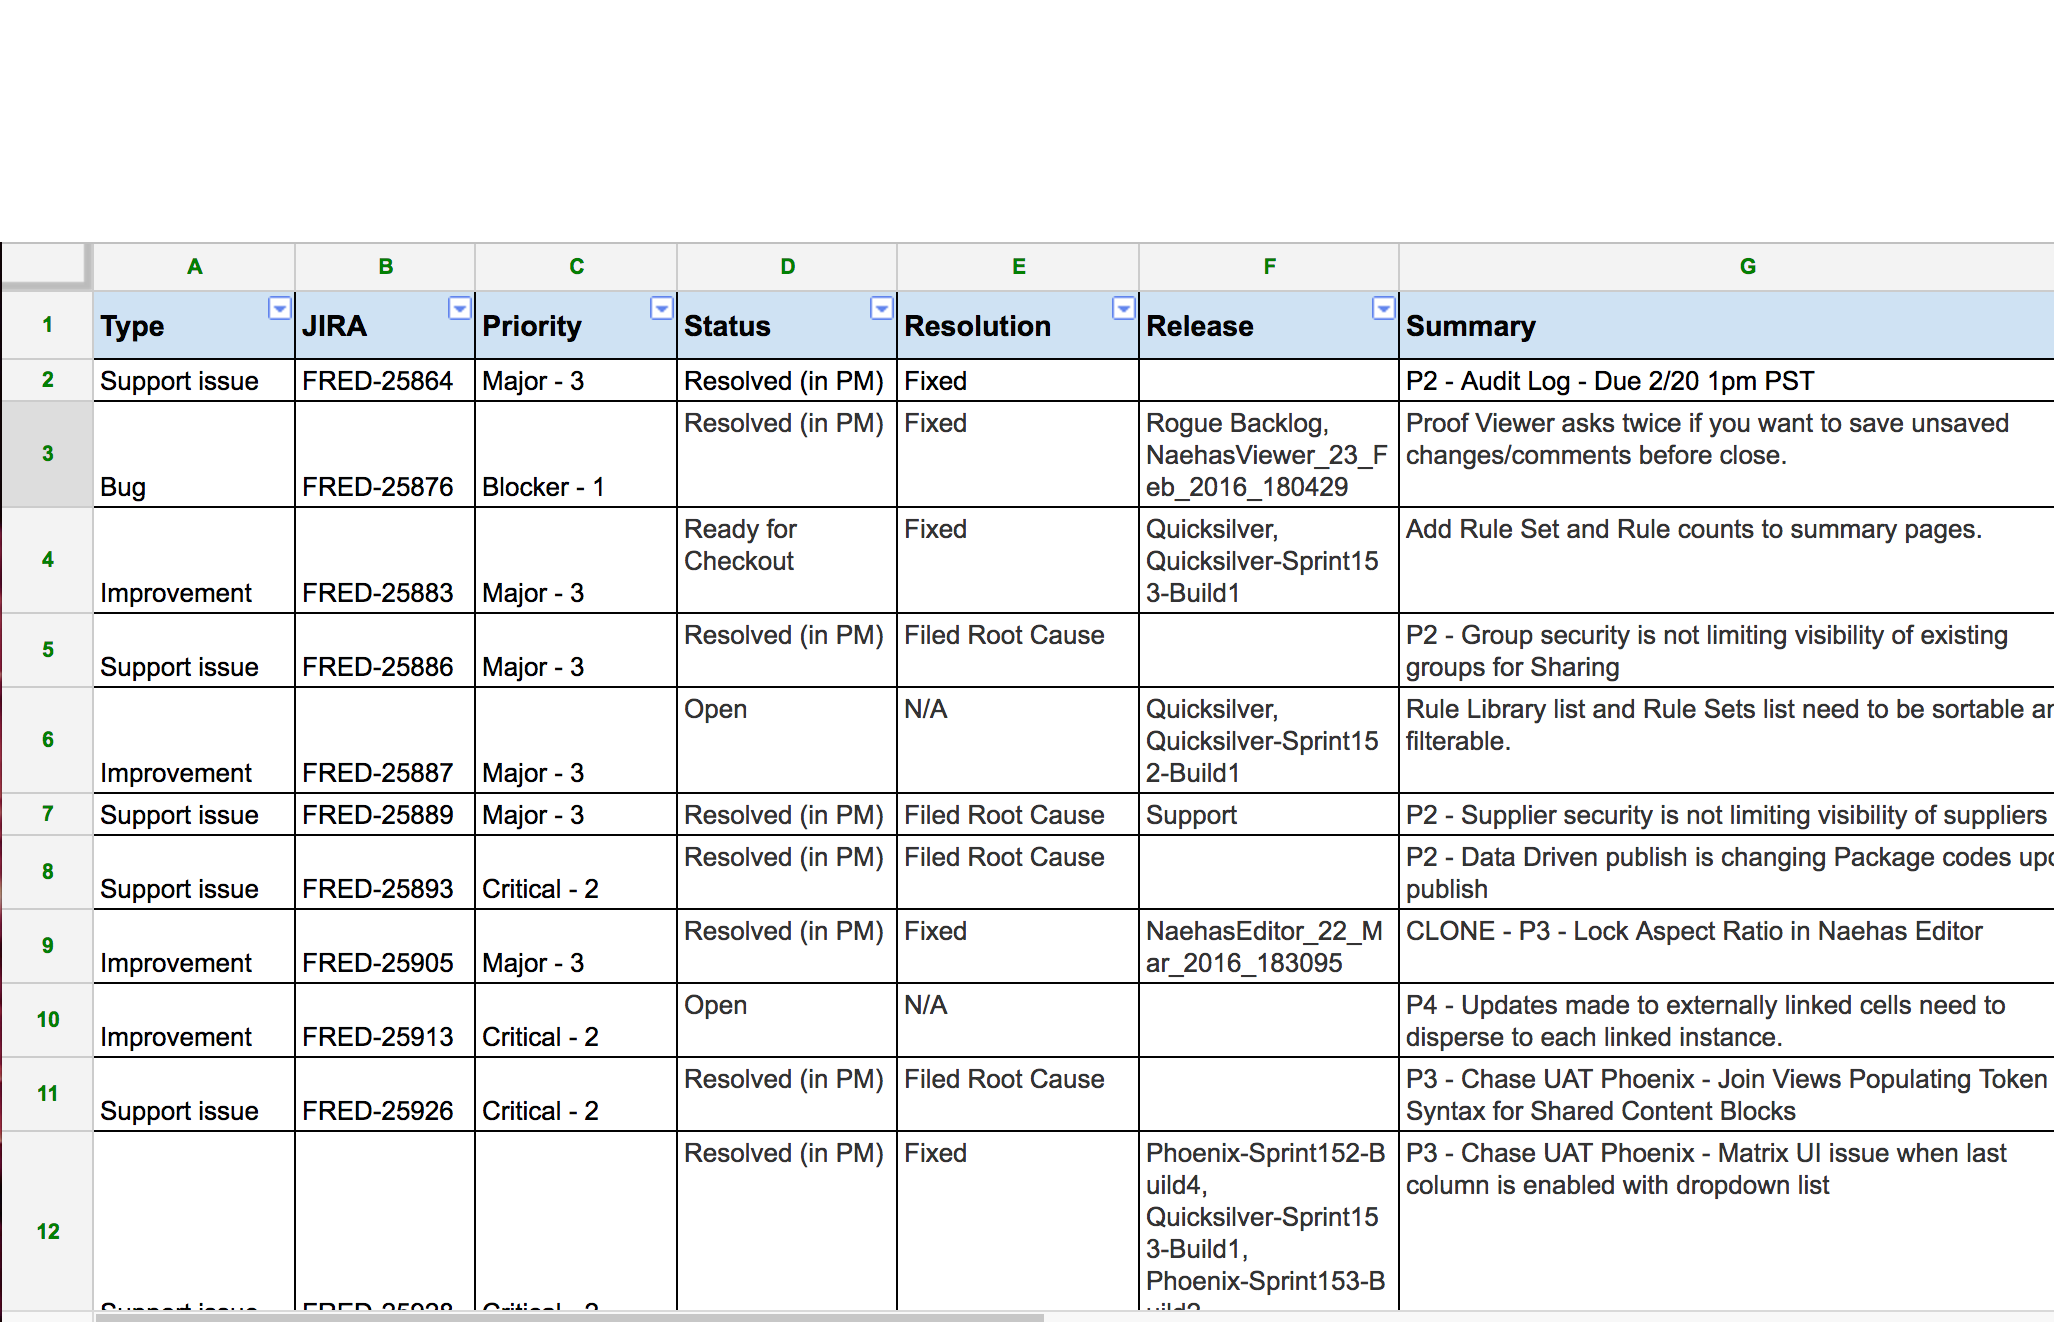 A B C D E F G
1 Type JIRA Priority Status Resolution Release Summary
2 Support issue FRED-25864 Major - 3 Resolved (in PM) Fixed P2 - Audit Log - Due 2/20 1pm PST
Resolved (in PM) Fixed Rogue Backlog, Proof Viewer asks twice if you want to save unsaved
3 NaehasViewer_23_F changes/comments before close.
Bug FRED-25876 Blocker - 1 eb_2016_180429
Ready for Fixed Quicksilver, Add Rule Set and Rule counts to summary pages.
4 Checkout Quicksilver-Sprint15
Improvement FRED-25883 Major - 3 3-Build1
5 Resolved (in PM) Filed Root Cause P2 - Group security is not limiting visibility of existing
Support issue FRED-25886 Major - 3 groups for Sharing
Open N/A Quicksilver, Rule Library list and Rule Sets list need to be sortable
6 Quicksilver-Sprint15 filterable.
Improvement FRED-25887 Major - 3 2-Build1
7 Support issue FRED-25889 Major - 3 Resolved (in PM) Filed Root Cause Support P2 - Supplier security is not limiting visibility of suppliers
8 Resolved (in PM) Filed Root Cause P2 - Data Driven publish is changing Package codes
Support issue FRED-25893 Critical - 2 publish
9 Resolved (in PM) Fixed NaehasEditor_22_M CLONE - P3 - Lock Aspect Ratio in Naehas Editor
Improvement FRED-25905 Major - 3 ar_2016_183095
10 Open N/A P4 - Updates made to externally linked cells need to
Improvement FRED-25913 Critical - 2 disperse to each linked instance.
11 Resolved (in PM) Filed Root Cause P3 - Chase UAT Phoenix - Join Views Populating Token
Support issue FRED-25926 Critical - 2 Syntax for Shared Content Blocks
Resolved (in PM) Fixed Phoenix-Sprint152-B P3 - Chase UAT Phoenix - Matrix UI issue when last
uild4, column is enabled with dropdown list
12 Quicksilver-Sprint15
3-Build1,
Phoenix-Sprint153-B
Support issue